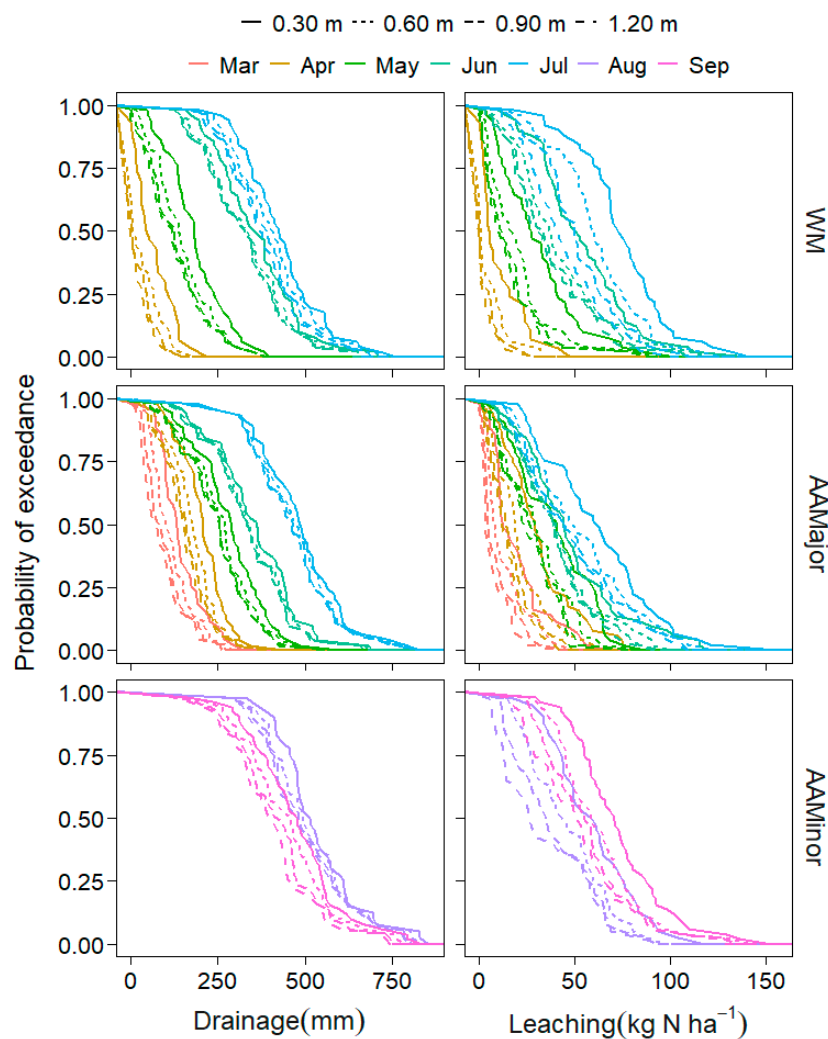 0.30 m 0.60 m 0.90 m 1.20 m
Mar Apr May Jun Jul Aug Sep
Probability of exceedance
1.00
0.75
0.50
0.25
0.00
WM
1.00
0.75
0.50
0.25
0.00
AAMajor
1.00
0.75
0.50
0.25
0.00
AAMinor
0 250 500 750 0 50 100 150
Drainage(mm) Leaching(kg N ha⁻¹)